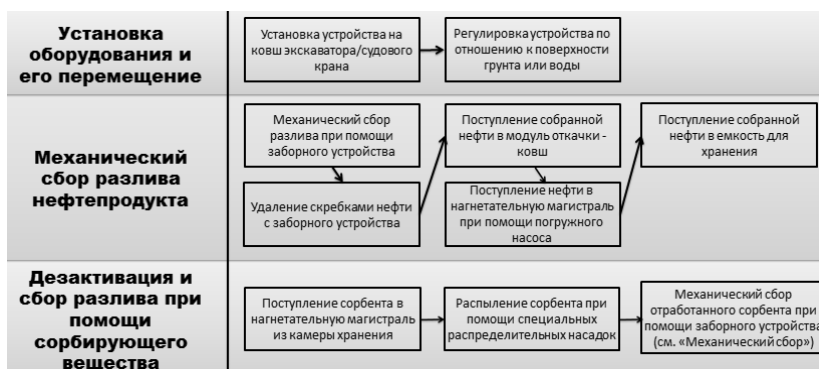 Установка
оборудования и
его перемещение
Установка устройства на
ковш экскаватора/судового
крана
Регулировка устройства по
отношению к поверхности
грунта или воды
Механический
сбор разлива
нефтепродукта
Механический сбор
разлива при помощи
заборного устройства
Удаление скребками нефти
с заборного устройства
Поступление собранной
нефти в модуль откачки -
ковш
Поступление нефти в
нагнетательную магистраль
при помощи погружного
насоса
Поступление собранной
нефти в емкость для
хранения
Дезактивация и
сбор разлива при
помощи
сорбирующего
вещества
Поступление сорбента в
нагнетательную магистраль
из камеры хранения
Распыление сорбента при
помощи специальных
распределительных насадок
Механический сбор
отработанного сорбента при
помощи заборного устройства
(см. «Механический сбор»)